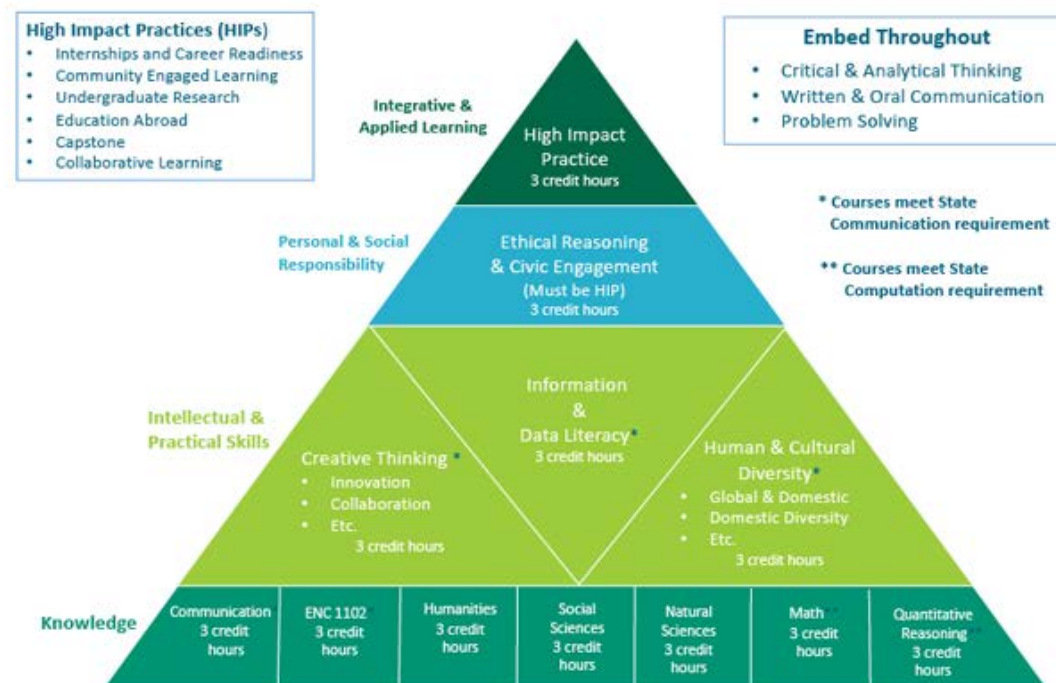 High Impact Practices (HIPs)
• Internships and Career Readiness
• Community Engaged Learning
• Undergraduate Research
• Education Abroad
• Capstone
• Collaborative Learning
Embed Throughout
• Critical & Analytical Thinking
• Written & Oral Communication
• Problem Solving
* Courses meet State
Communication requirement
** Courses meet State
Computation requirement
Integrative &
Applied Learning
High Impact
Practice
3 credit hours
Personal & Social
Responsibility
Ethical Reasoning
& Civic Engagement
(Must be HIP)
3 credit hours
Intellectual &
Practical Skills
Information
&
Data Literacy*
3 credit hours
Creative Thinking *
• Innovation
• Collaboration
• Etc.
3 credit hours
Human & Cultural
Diversity*
• Global & Domestic
• Domestic Diversity
• Etc.
3 credit hours
Knowledge
Communication
3 credit
hours
ENC 1102*
3 credit
hours
Humanities
3 credit
hours
Social
Sciences
3 credit
hours
Natural
Sciences
3 credit
hours
Math**
3 credit
hours
Quantitative
Reasoning**
3 credit
hours